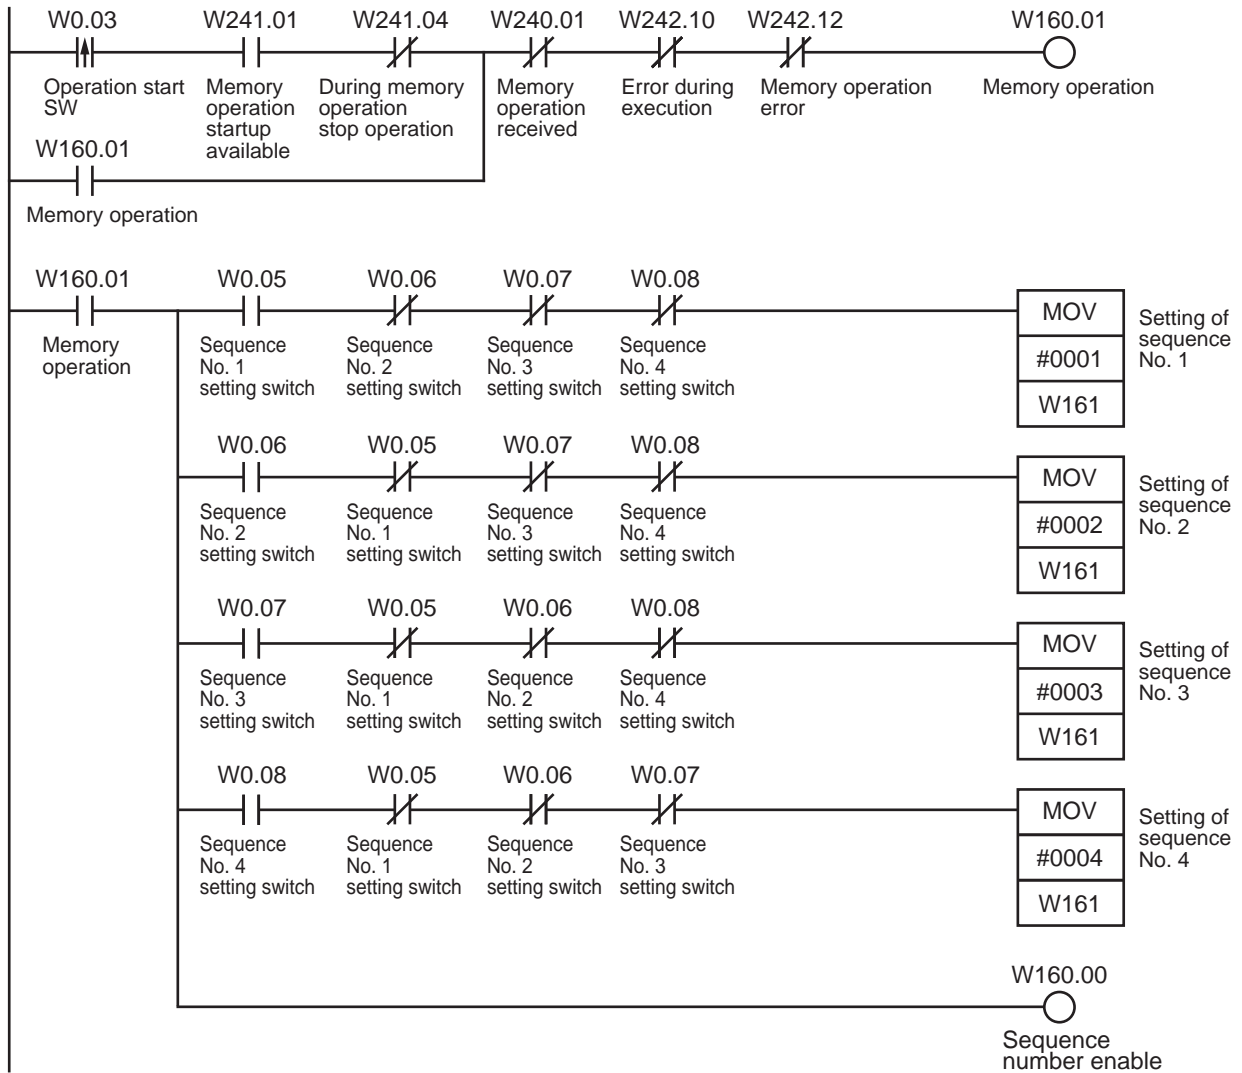 W0.03 W241.01 W241.04 W240.01 W242.10 W242.12 W160.01
Operation start Memory During memory Memory Error during Memory operation Memory operation
SW operation operation operation execution error
startup stop operation received
available
W160.01
Memory operation
W160.01 W0.05 W0.06 W0.07 W0.08
MOV Setting of
Memory Sequence Sequence Sequence Sequence sequence
operation No. 1 No. 2 No. 3 No. 4 #0001 No. 1
setting switch setting switch setting switch setting switch
W161
W0.06 W0.05 W0.07 W0.08
MOV Setting of
Sequence Sequence Sequence Sequence sequence
No. 2 No. 1 No. 3 No. 4 #0002 No. 2
setting switch setting switch setting switch setting switch
W161
W0.07 W0.05 W0.06 W0.08
MOV Setting of
Sequence Sequence Sequence Sequence sequence
No. 3 No. 1 No. 2 No. 4 #0003 No. 3
setting switch setting switch setting switch setting switch
W161
W0.08 W0.05 W0.06 W0.07
MOV Setting of
Sequence Sequence Sequence Sequence sequence
No. 4 No. 1 No. 2 No. 3 #0004 No. 4
setting switch setting switch setting switch setting switch
W161
W160.00
Sequence
number enable